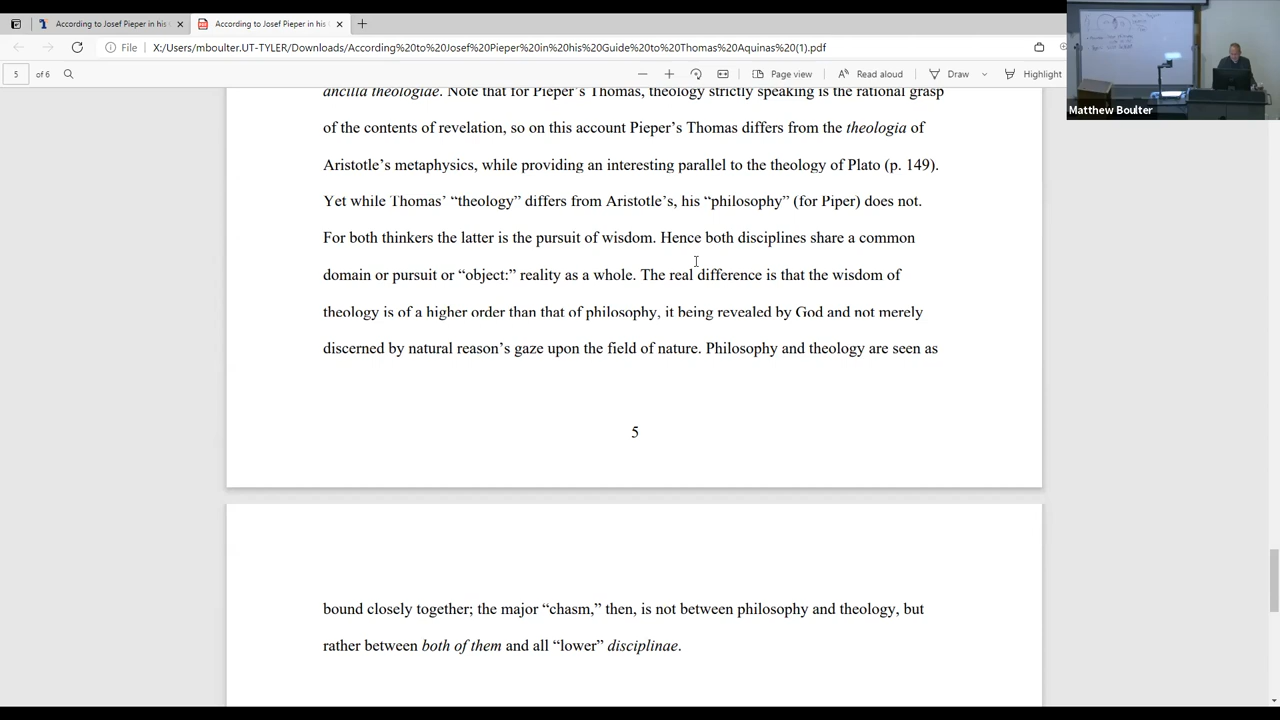 According to Josef Pieper in his
According to Josef Pieper in his
File
X:/Users/mboulter.UT-TYLER/Downloads/According%20to%20Josef%20Pieper%20in%20his%20Guide%20to%20Thomas%20Aquinas%20(1).pdf
5 of 6
Page view
Read aloud
Draw
Highlight
Matthew Boulter
ancilla theologiae. Note that for Pieper’s Thomas, theology strictly speaking is the rational grasp
of the contents of revelation, so on this account Pieper’s Thomas differs from the theologia of
Aristotle’s metaphysics, while providing an interesting parallel to the theology of Plato (p. 149).
Yet while Thomas’ “theology” differs from Aristotle’s, his “philosophy” (for Piper) does not.
For both thinkers the latter is the pursuit of wisdom. Hence both disciplines share a common
domain or pursuit or “object:” reality as a whole. The real difference is that the wisdom of
theology is of a higher order than that of philosophy, it being revealed by God and not merely
discerned by natural reason’s gaze upon the field of nature. Philosophy and theology are seen as
5
bound closely together; the major “chasm,” then, is not between philosophy and theology, but
rather between both of them and all “lower” disciplinae.